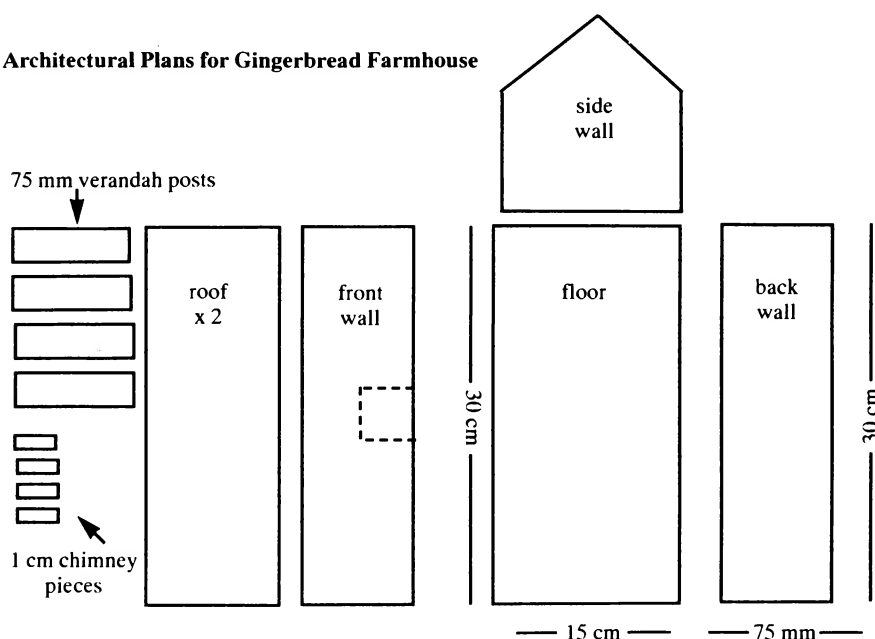 Architectural Plans for Gingerbread Farmhouse
side
wall
75 mm verandah posts
roof
x 2
front
wall
floor
back
wall
30 cm
30 cm
1 cm chimney
pieces
15 cm
75 mm